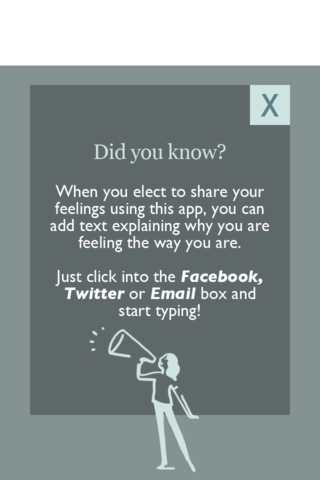 X
Did you know?
When you elect to share your
feelings using this app, you can
add text explaining why you are
feeling the way you are.
Just click into the Facebook,
Twitter or Email box and
start typing!